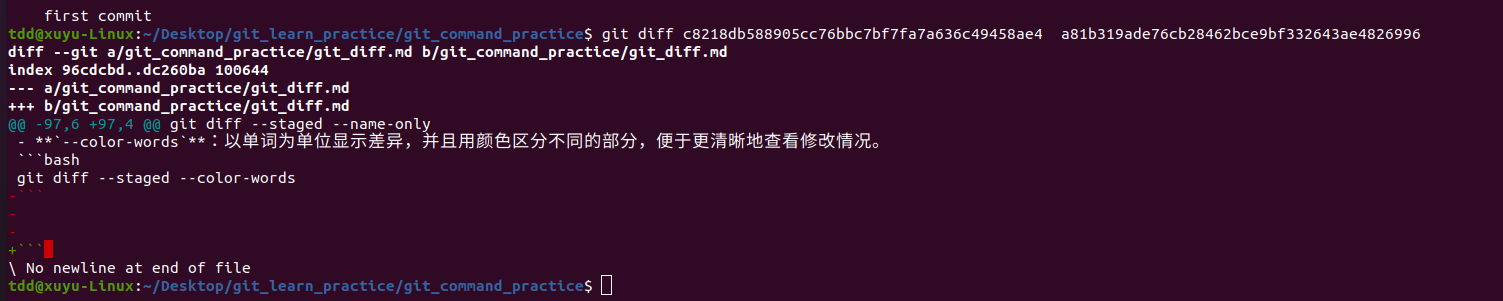 first commit
tdd@xuyu-Linux:~/Desktop/git_learn_practice/git_command_practice$ git diff c8218db588905cc76bbc7bf7fa7a636c49458ae4  a81b319ade76cb28462bce9bf332643ae4826996
diff --git a/git_command_practice/git_diff.md b/git_command_practice/git_diff.md
index 96cdcbd..dc260ba 100644
--- a/git_command_practice/git_diff.md
+++ b/git_command_practice/git_diff.md
@@ -97,6 +97,4 @@ git diff --staged --name-only
 - **`--color-words`**：以单词为单位显示差异，并且用颜色区分不同的部分，便于更清晰地查看修改情况。
 ```bash
 git diff --staged --color-words
-```
-
-
+```
\ No newline at end of file
tdd@xuyu-Linux:~/Desktop/git_learn_practice/git_command_practice$